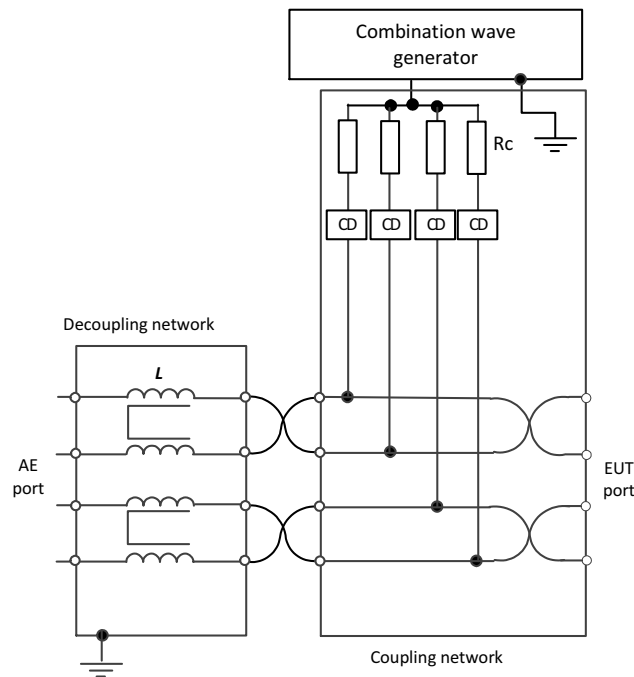 Combination wave
generator
Rc
CD CD CD CD
Decoupling network
L
AE
port
EUT
port
Coupling network